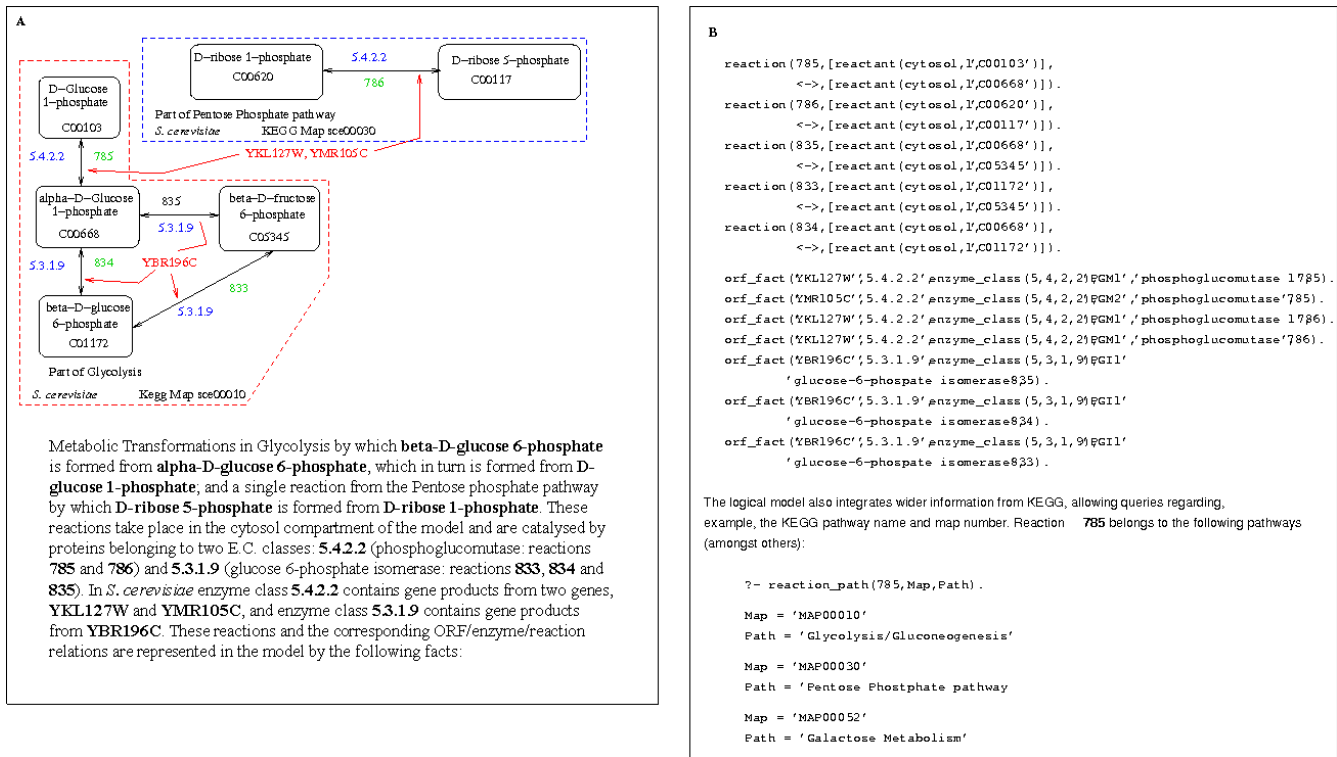 A
D-ribose 1-phosphate
C00620
5.4.2.2
786
D-ribose 5-phosphate
C00117
Part of Pentose Phosphate pathway
S. cerevisiae KEGG Map sce00030
D-Glucose
1-phosphate
C00103
5.4.2.2
785
YKL127W, YMR105C
alpha-D-Glucose
1-phosphate
C00668
835
5.3.1.9
beta-D-fructose
6-phosphate
C05345
5.3.1.9
834
YBR196C
833
5.3.1.9
beta-D-glucose
6-phosphate
C01172
Part of Glycolysis
S. cerevisiae Kegg Map sce00010
Metabolic Transformations in Glycolysis by which beta-D-glucose 6-phosphate
is formed from alpha-D-glucose 6-phosphate, which in turn is formed from D-
glucose 1-phosphate; and a single reaction from the Pentose phosphate pathway
by which D-ribose 5-phosphate is formed from D-ribose 1-phosphate. These
reactions take place in the cytosol compartment of the model and are catalysed by
proteins belonging to two E.C. classes: 5.4.2.2 (phosphoglucomutase: reactions
785 and 786) and 5.3.1.9 (glucose 6-phosphate isomerase: reactions 833, 834 and
835). In S. cerevisiae enzyme class 5.4.2.2 contains gene products from two genes,
YKL127W and YMR105C, and enzyme class 5.3.1.9 contains gene products
from YBR196C. These reactions and the corresponding ORF/enzyme/reaction
relations are represented in the model by the following facts:
B
reaction(785,[reactant(cytosol,1',C00103')],
<->,[reactant(cytosol,1',C00668')]).
reaction(786,[reactant(cytosol,1',C00620')],
<->,[reactant(cytosol,1',C00117')]).
reaction(835,[reactant(cytosol,1',C00668')],
<->,[reactant(cytosol,1',C05345')]).
reaction(833,[reactant(cytosol,1',C01172')],
<->,[reactant(cytosol,1',C05345')]).
reaction(834,[reactant(cytosol,1',C00668')],
<->,[reactant(cytosol,1',C01172')]).
orf_fact('YKL127W','5.4.2.2',enzyme_class(5,4,2,2),'PGM1','phosphoglucomutase 1',785).
orf_fact('YMR105C','5.4.2.2',enzyme_class(5,4,2,2),'PGM2','phosphoglucomutase',785).
orf_fact('YKL127W','5.4.2.2',enzyme_class(5,4,2,2),'PGM1','phosphoglucomutase 1',786).
orf_fact('YKL127W','5.4.2.2',enzyme_class(5,4,2,2),'PGM1','phosphoglucomutase',786).
orf_fact('YBR196C','5.3.1.9',enzyme_class(5,3,1,9),'PGI1'
'glucose-6-phospate isomerase',835).
orf_fact('YBR196C','5.3.1.9',enzyme_class(5,3,1,9),'PGI1'
'glucose-6-phospate isomerase',834).
orf_fact('YBR196C','5.3.1.9',enzyme_class(5,3,1,9),'PGI1'
'glucose-6-phospate isomerase',833).
The logical model also integrates wider information from KEGG, allowing queries regarding,
example, the KEGG pathway name and map number. Reaction 785 belongs to the following pathways
(amongst others):
?- reaction_path(785,Map,Path).
Map = 'MAP00010'
Path = 'Glycolysis/Gluconeogenesis'
Map = 'MAP00030'
Path = 'Pentose Phostphate pathway
Map = 'MAP00052'
Path = 'Galactose Metabolism'